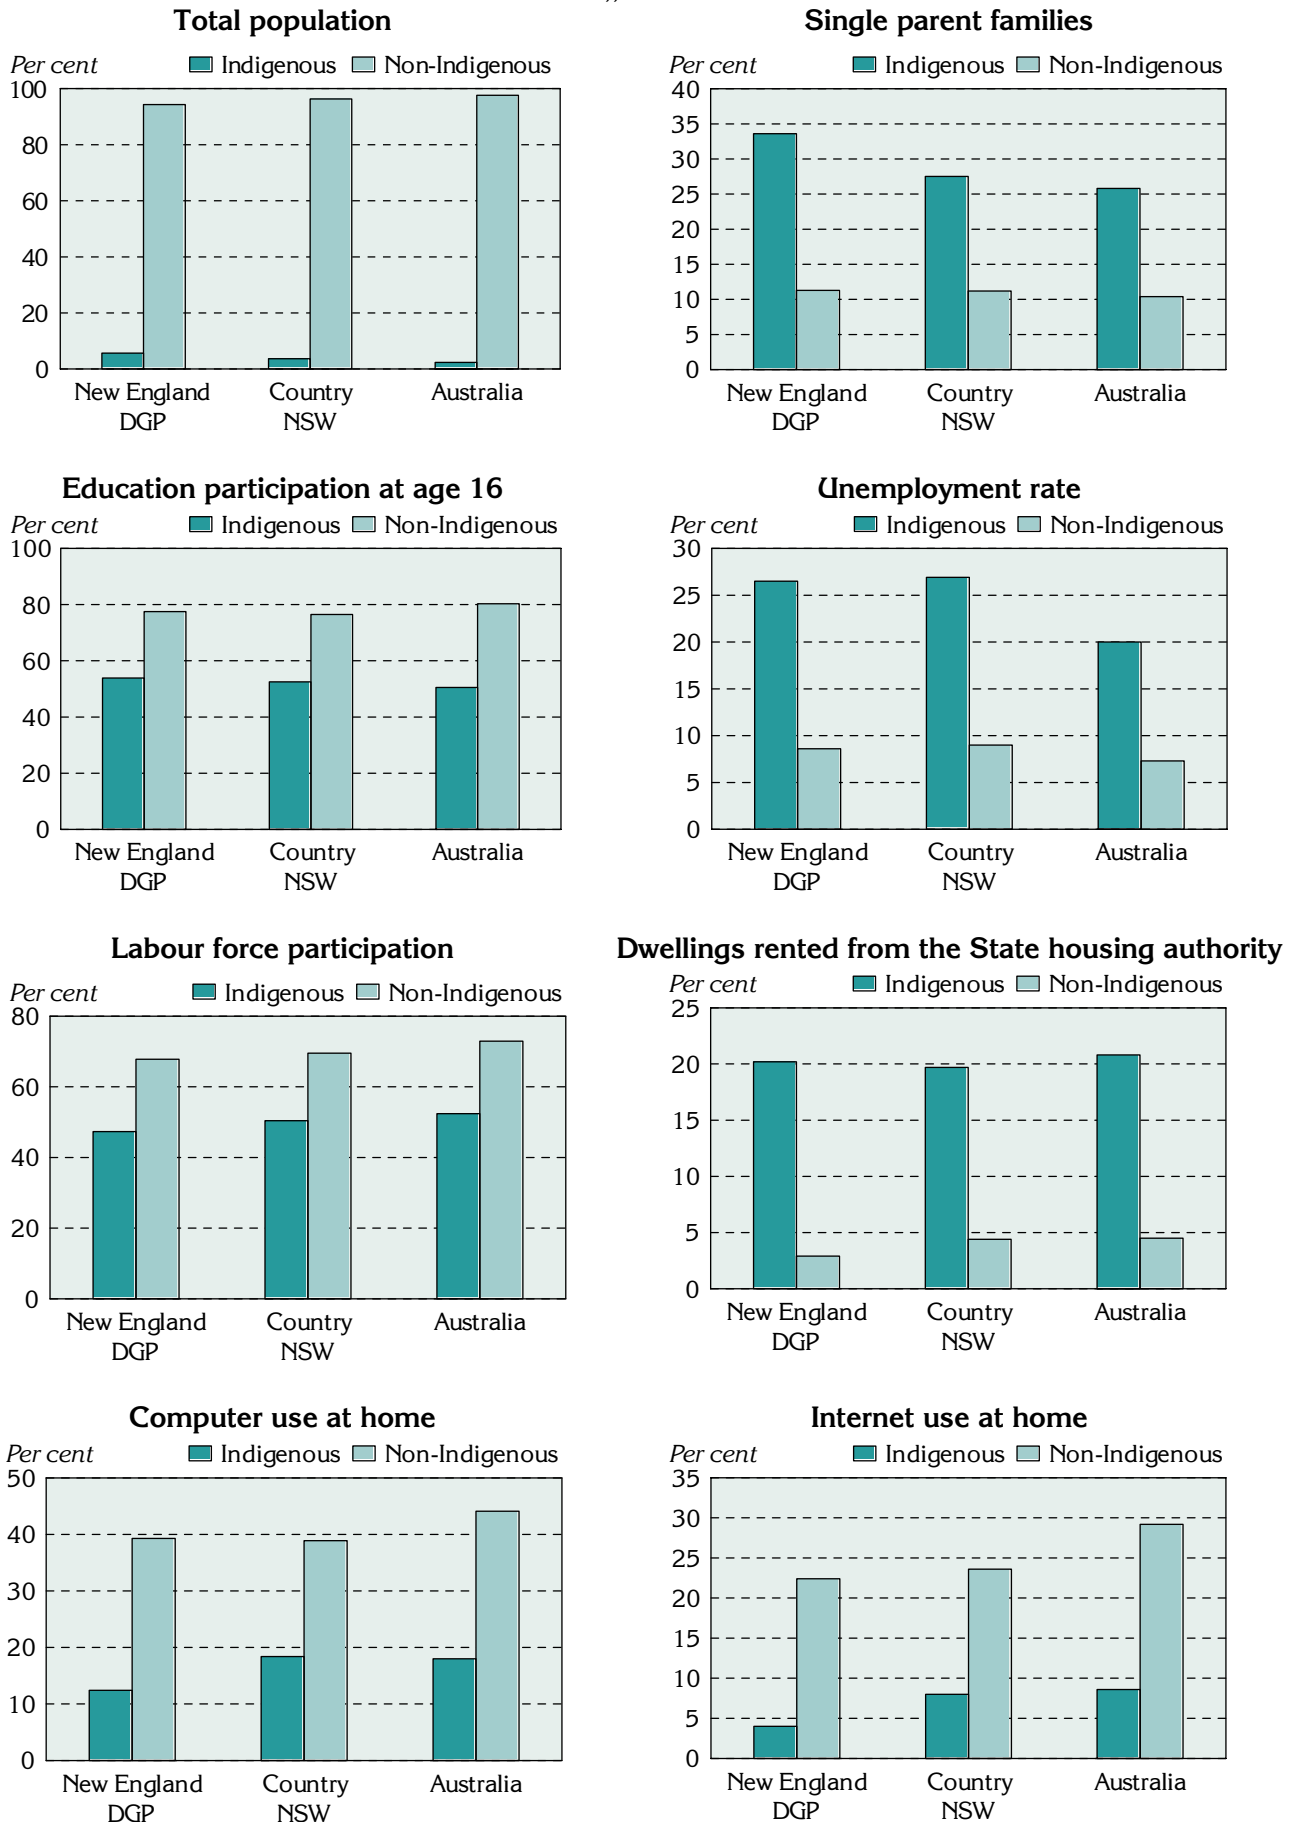 Total population
Per cent Indigenous Non-Indigenous
100
80
60
40
20
0
New England
DGP
Country
NSW
Australia
Single parent families
Per cent Indigenous Non-Indigenous
40
35
30
25
20
15
10
5
0
New England
DGP
Country
NSW
Australia
Education participation at age 16
Per cent Indigenous Non-Indigenous
100
80
60
40
20
0
New England
DGP
Country
NSW
Australia
Unemployment rate
Per cent Indigenous Non-Indigenous
30
25
20
15
10
5
0
New England
DGP
Country
NSW
Australia
Labour force participation
Per cent Indigenous Non-Indigenous
80
60
40
20
0
New England
DGP
Country
NSW
Australia
Dwellings rented from the State housing authority
Per cent Indigenous Non-Indigenous
25
20
15
10
5
0
New England
DGP
Country
NSW
Australia
Computer use at home
Per cent Indigenous Non-Indigenous
50
40
30
20
10
0
New England
DGP
Country
NSW
Australia
Internet use at home
Per cent Indigenous Non-Indigenous
35
30
25
20
15
10
5
0
New England
DGP
Country
NSW
Australia